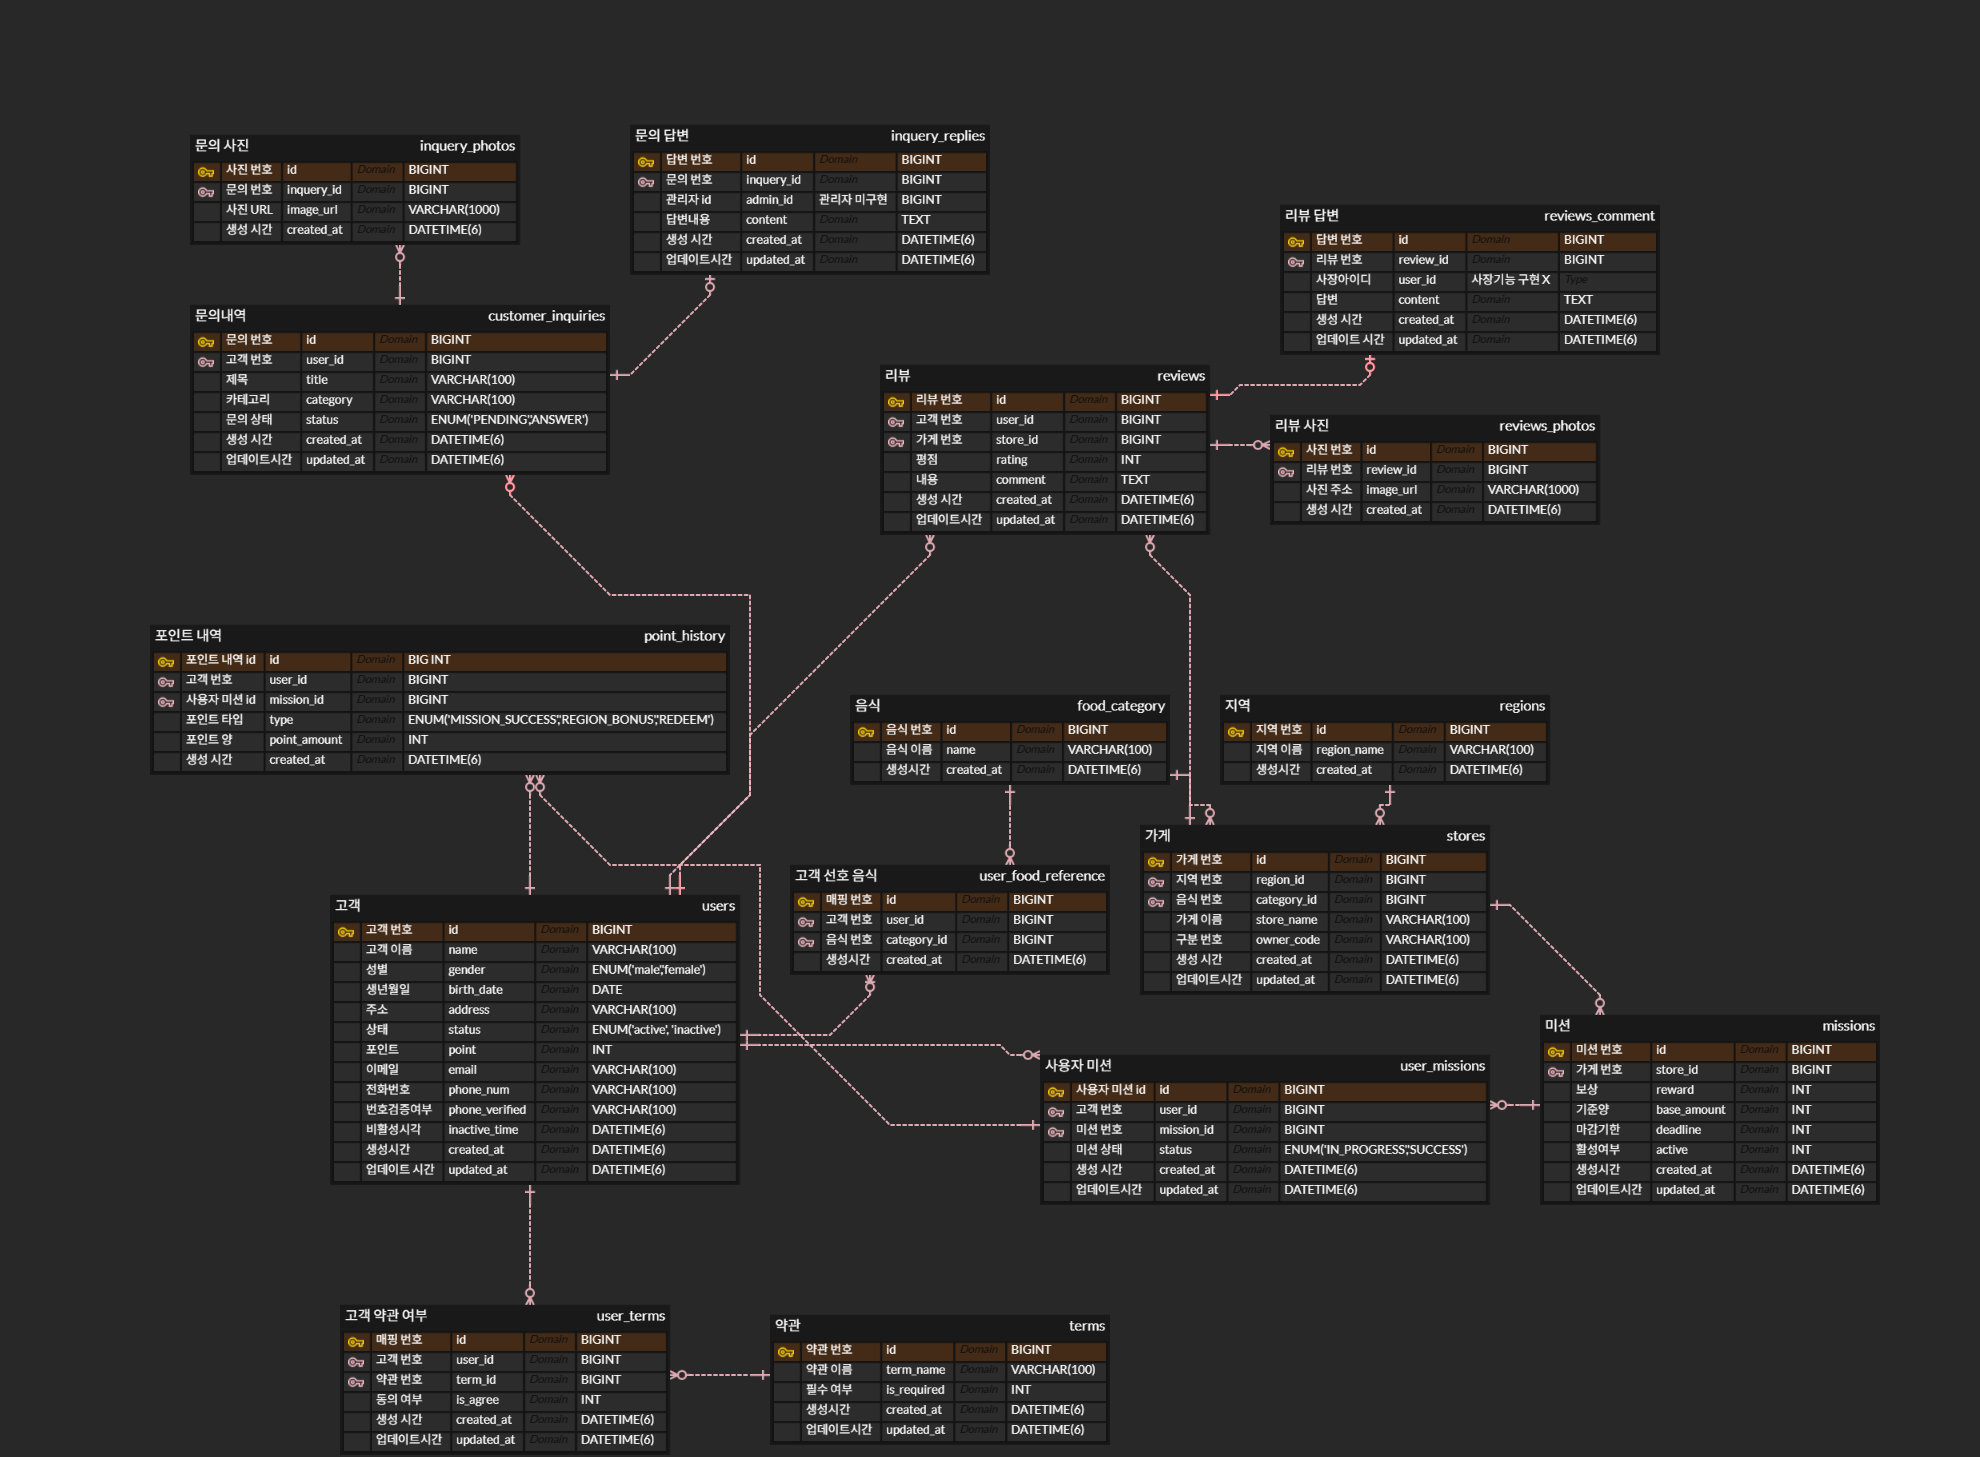 문의 사진 inquery_photos
사진 번호 id Domain BIGINT
문의 번호 inquery_id Domain BIGINT
사진 URL image_url Domain VARCHAR(1000)
생성 시간 created_at Domain DATETIME(6)
문의 답변 inquery_replies
답변 번호 id Domain BIGINT
문의 번호 inquery_id Domain BIGINT
관리자 id admin_id 관리자 미구현 BIGINT
답변내용 content Domain TEXT
생성 시간 created_at Domain DATETIME(6)
업데이트시간 updated_at Domain DATETIME(6)
리뷰 답변 reviews_comment
답변 번호 id Domain BIGINT
리뷰 번호 review_id Domain BIGINT
사장아이디 user_id 사장기능 구현 X Type
답변 content Domain TEXT
생성 시간 created_at Domain DATETIME(6)
업데이트 시간 updated_at Domain DATETIME(6)
문의내역 customer_inquiries
문의 번호 id Domain BIGINT
고객 번호 user_id Domain BIGINT
제목 title Domain VARCHAR(100)
카테고리 category Domain VARCHAR(100)
문의 상태 status Domain ENUM('PENDING','ANSWER')
생성 시간 created_at Domain DATETIME(6)
업데이트시간 updated_at Domain DATETIME(6)
리뷰 reviews
리뷰 번호 id Domain BIGINT
고객 번호 user_id Domain BIGINT
가게 번호 store_id Domain BIGINT
평점 rating Domain INT
내용 comment Domain TEXT
생성 시간 created_at Domain DATETIME(6)
업데이트시간 updated_at Domain DATETIME(6)
리뷰 사진 reviews_photos
사진 번호 id Domain BIGINT
리뷰 번호 review_id Domain BIGINT
사진 주소 image_url Domain VARCHAR(1000)
생성 시간 created_at Domain DATETIME(6)
포인트 내역 point_history
포인트 내역 id id Domain BIG INT
고객 번호 user_id Domain BIGINT
사용자 미션 id mission_id Domain BIGINT
포인트 타입 type Domain ENUM('MISSION_SUCCESS','REGION_BONUS','REDEEM')
포인트 양 point_amount Domain INT
생성 시간 created_at Domain DATETIME(6)
음식 food_category
음식 번호 id Domain BIGINT
음식 이름 name Domain VARCHAR(100)
생성시간 created_at Domain DATETIME(6)
지역 regions
지역 번호 id Domain BIGINT
지역 이름 region_name Domain VARCHAR(100)
생성시간 created_at Domain DATETIME(6)
가게 stores
가게 번호 id Domain BIGINT
지역 번호 region_id Domain BIGINT
음식 번호 category_id Domain BIGINT
가게 이름 store_name Domain VARCHAR(100)
구분 번호 owner_code Domain VARCHAR(100)
생성 시간 created_at Domain DATETIME(6)
업데이트시간 updated_at Domain DATETIME(6)
고객 선호 음식 user_food_reference
매핑 번호 id Domain BIGINT
고객 번호 user_id Domain BIGINT
음식 번호 category_id Domain BIGINT
생성시간 created_at Domain DATETIME(6)
고객 users
고객 번호 id Domain BIGINT
고객 이름 name Domain VARCHAR(100)
성별 gender Domain ENUM('male','female')
생년월일 birth_date Domain DATE
주소 address Domain VARCHAR(100)
상태 status Domain ENUM('active', 'inactive')
포인트 point Domain INT
이메일 email Domain VARCHAR(100)
전화번호 phone_num Domain VARCHAR(100)
번호검증여부 phone_verified Domain VARCHAR(100)
비활성시각 inactive_time Domain DATETIME(6)
생성시간 created_at Domain DATETIME(6)
업데이트 시간 updated_at Domain DATETIME(6)
미션 missions
미션 번호 id Domain BIGINT
가게 번호 store_id Domain BIGINT
보상 reward Domain INT
기준양 base_amount Domain INT
마감기한 deadline Domain INT
활성여부 active Domain INT
생성시간 created_at Domain DATETIME(6)
업데이트시간 updated_at Domain DATETIME(6)
사용자 미션 user_missions
사용자 미션 id id Domain BIGINT
고객 번호 user_id Domain BIGINT
미션 번호 mission_id Domain BIGINT
미션 상태 status Domain ENUM('IN_PROGRESS','SUCCESS')
생성 시간 created_at Domain DATETIME(6)
업데이트시간 updated_at Domain DATETIME(6)
고객 약관 여부 user_terms
매핑 번호 id Domain BIGINT
고객 번호 user_id Domain BIGINT
약관 번호 term_id Domain BIGINT
동의 여부 is_agree Domain INT
생성 시간 created_at Domain DATETIME(6)
업데이트시간 updated_at Domain DATETIME(6)
약관 terms
약관 번호 id Domain BIGINT
약관 이름 term_name Domain VARCHAR(100)
필수 여부 is_required Domain INT
생성시간 created_at Domain DATETIME(6)
업데이트시간 updated_at Domain DATETIME(6)